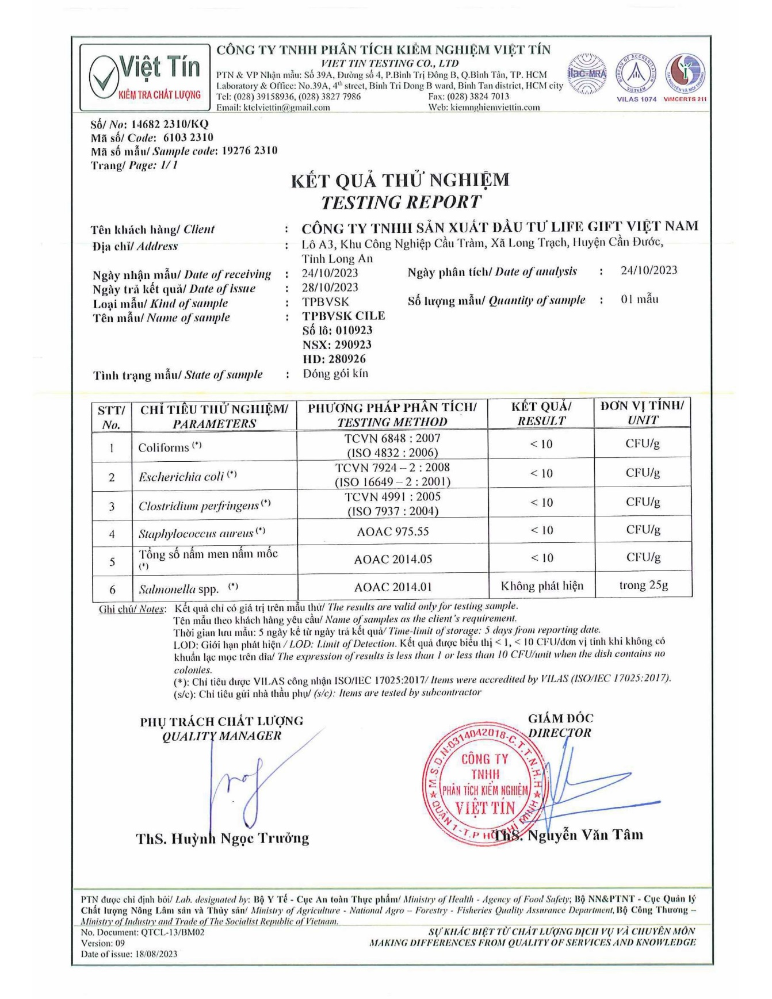 Việt Tín
KIỂM TRA CHẤT LƯỢNG
CÔNG TY TNHH PHÂN TÍCH KIỂM NGHIỆM VIỆT TÍN
VIET TIN TESTING CO., LTD
PTN & VP Nhận mẫu: Số 39A, Đường số 4, P.Bình Trị Đông B, Q.Bình Tân, TP. HCM
Laboratory & Office: No.39A, 4th street, Binh Tri Dong B ward, Binh Tan district, HCM city
Tel: (028) 39158936, (028) 3827 7986 Fax: (028) 3824 7013
Email: ktclviettin@gmail.com Web: kiemnghiemviettin.com
ilac-MRA
BUREAU OF ACCREDITATION
VIETNAM
VILAS 1074
TÀI NGUYÊN VÀ MÔI TRƯỜNG
VIMCERTS 211
Số/ No: 14682 2310/KQ
Mã số/ Code: 6103 2310
Mã số mẫu/ Sample code: 19276 2310
Trang/ Page: 1/ 1
KẾT QUẢ THỬ NGHIỆM
TESTING REPORT
Tên khách hàng/ Client : CÔNG TY TNHH SẢN XUẤT ĐẦU TƯ LIFE GIFT VIỆT NAM
Địa chỉ/ Address : Lô A3, Khu Công Nghiệp Cầu Tràm, Xã Long Trạch, Huyện Cần Đước,
Tỉnh Long An
Ngày nhận mẫu/ Date of receiving : 24/10/2023 Ngày phân tích/ Date of analysis : 24/10/2023
Ngày trả kết quả/ Date of issue : 28/10/2023
Loại mẫu/ Kind of sample : TPBVSK Số lượng mẫu/ Quantity of sample : 01 mẫu
Tên mẫu/ Name of sample : TPBVSK CILE
Số lô: 010923
NSX: 290923
HD: 280926
Tình trạng mẫu/ State of sample : Đóng gói kín
STT/ CHỈ TIÊU THỬ NGHIỆM/ PHƯƠNG PHÁP PHÂN TÍCH/ KẾT QUẢ/ ĐƠN VỊ TÍNH/
No. PARAMETERS TESTING METHOD RESULT UNIT
1 Coliforms (*) TCVN 6848 : 2007 < 10 CFU/g
(ISO 4832 : 2006)
2 Escherichia coli (*) TCVN 7924 – 2 : 2008 < 10 CFU/g
(ISO 16649 – 2 : 2001)
3 Clostridium perfringens (*) TCVN 4991 : 2005 < 10 CFU/g
(ISO 7937 : 2004)
4 Staphylococcus aureus (*) AOAC 975.55 < 10 CFU/g
5 Tổng số nấm men nấm mốc AOAC 2014.05 < 10 CFU/g
(*)
6 Salmonella spp. (*) AOAC 2014.01 Không phát hiện trong 25g
Ghi chú/ Notes: Kết quả chỉ có giá trị trên mẫu thử/ The results are valid only for testing sample.
Tên mẫu theo khách hàng yêu cầu/ Name of samples as the client's requirement.
Thời gian lưu mẫu: 5 ngày kể từ ngày trả kết quả/ Time-limit of storage: 5 days from reporting date.
LOD: Giới hạn phát hiện / LOD: Limit of Detection. Kết quả được biểu thị < 1, < 10 CFU/đơn vị tính khi không có
khuẩn lạc mọc trên đĩa/ The expression of results is less than 1 or less than 10 CFU/unit when the dish contains no
colonies.
(*): Chỉ tiêu được VILAS công nhận ISO/IEC 17025:2017/ Items were accredited by VILAS (ISO/IEC 17025:2017).
(s/c): Chỉ tiêu gửi nhà thầu phụ/ (s/c): Items are tested by subcontractor
PHỤ TRÁCH CHẤT LƯỢNG
QUALITY MANAGER
GIÁM ĐỐC
DIRECTOR
M.S.D.N:0314042018-C.T.T.N.H.H
CÔNG TY
TNHH
PHÂN TÍCH KIỂM NGHIỆM
VIỆT TÍN
QUẬN 1-T.P HỒ CHÍ MINH
ThS. Huỳnh Ngọc Trưởng
ThS. Nguyễn Văn Tâm
PTN được chỉ định bởi/ Lab. designated by: Bộ Y Tế - Cục An toàn Thực phẩm/ Ministry of Health - Agency of Food Safety; Bộ NN&PTNT - Cục Quản lý
Chất lượng Nông Lâm sản và Thủy sản/ Ministry of Agriculture - National Agro – Forestry - Fisheries Quality Assurance Department, Bộ Công Thương –
Ministry of Industry and Trade of The Socialist Republic of Vietnam.
No. Document: QTCL-13/BM02 SỰ KHÁC BIỆT TỪ CHẤT LƯỢNG DỊCH VỤ VÀ CHUYÊN MÔN
Version: 09 MAKING DIFFERENCES FROM QUALITY OF SERVICES AND KNOWLEDGE
Date of issue: 18/08/2023